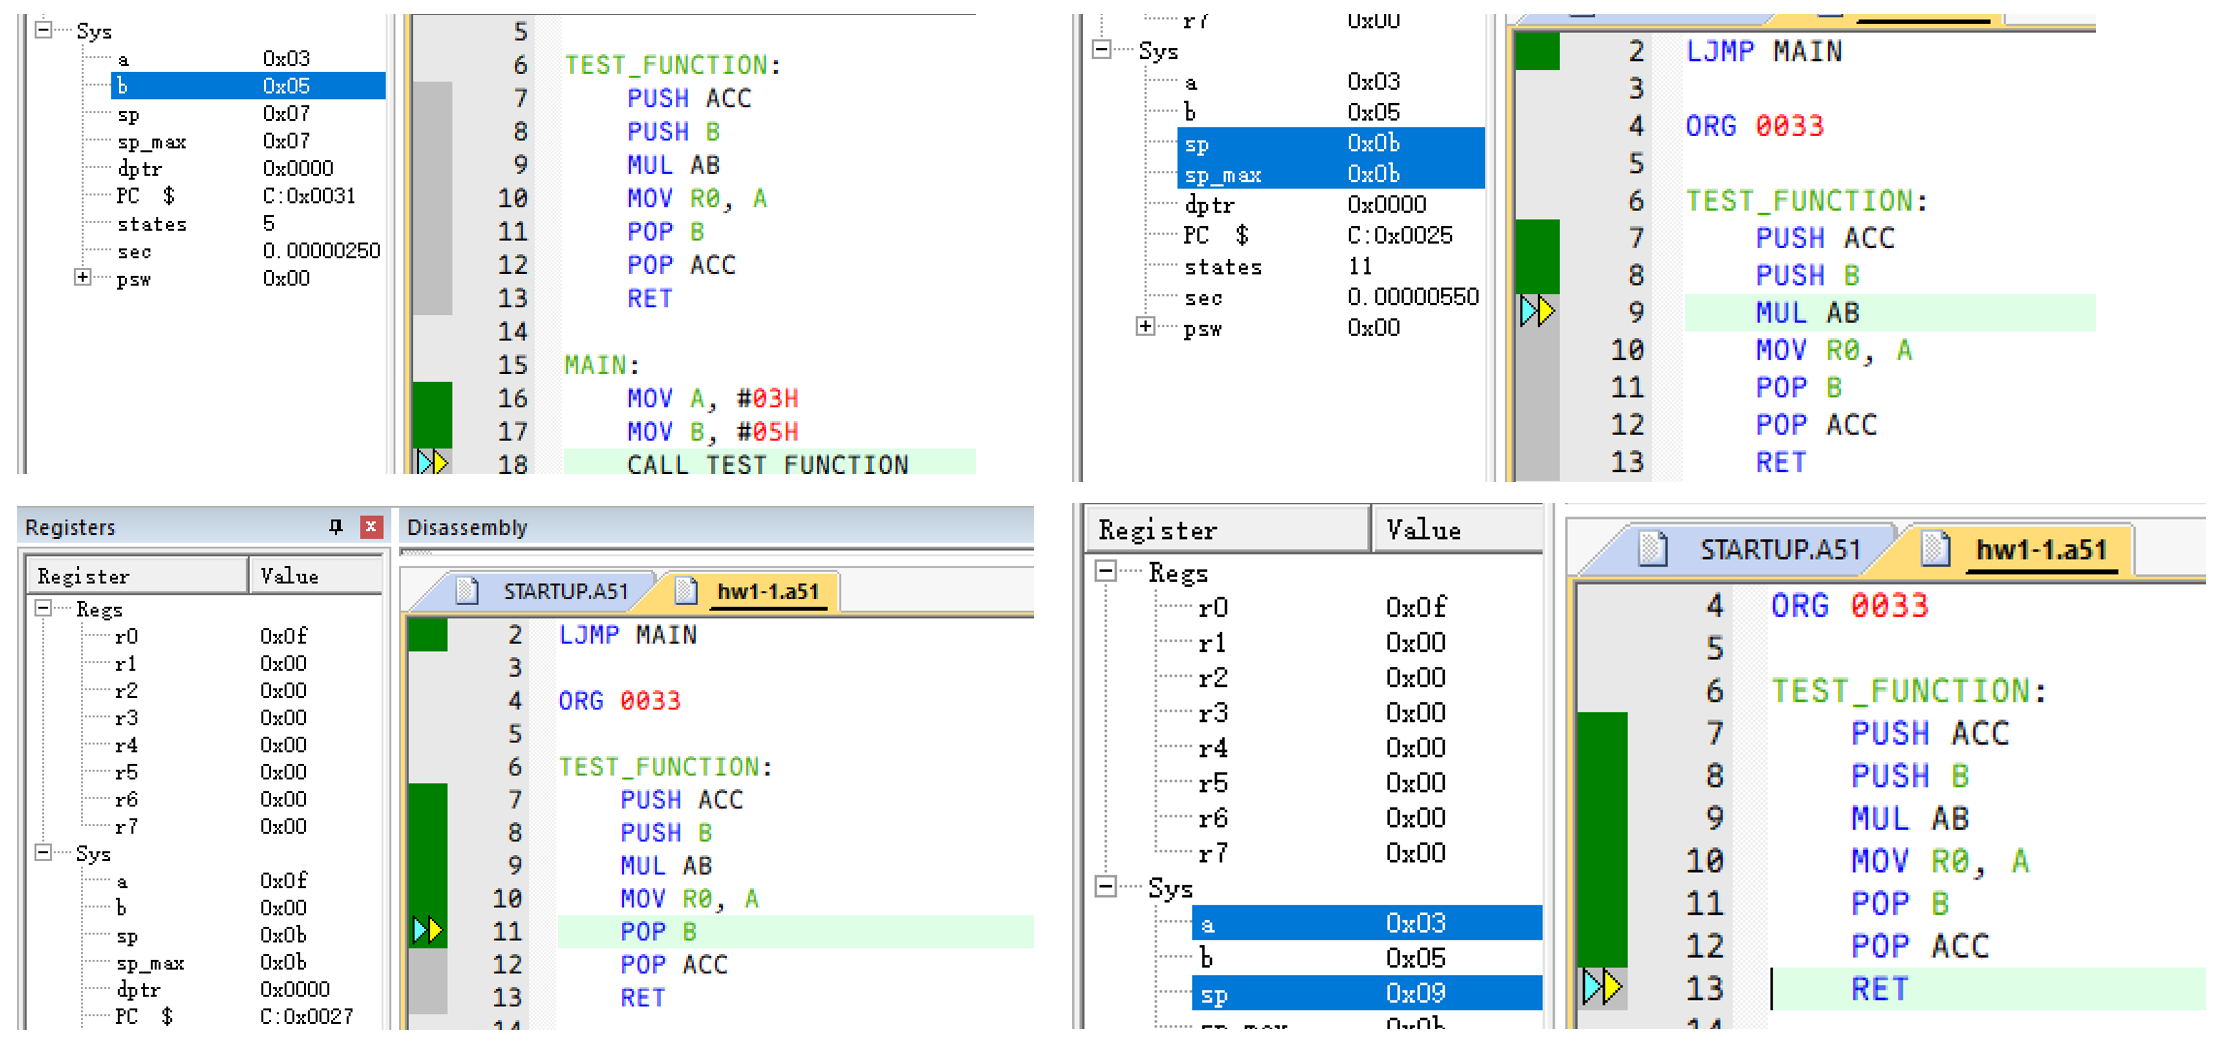 Sys
a 0x03
b 0x05
sp 0x07
sp_max 0x07
dptr 0x0000
PC $ C:0x0031
states 5
sec 0.00000250
psw 0x00
5
6 TEST_FUNCTION:
7 PUSH ACC
8 PUSH B
9 MUL AB
10 MOV R0, A
11 POP B
12 POP ACC
13 RET
14
15 MAIN:
16 MOV A, #03H
17 MOV B, #05H
18 CALL TEST_FUNCTION
r7 0x00
Sys
a 0x03
b 0x05
sp 0x0b
sp_max 0x0b
dptr 0x0000
PC $ C:0x0025
states 11
sec 0.00000550
psw 0x00
2 LJMP MAIN
3
4 ORG 0033
5
6 TEST_FUNCTION:
7 PUSH ACC
8 PUSH B
9 MUL AB
10 MOV R0, A
11 POP B
12 POP ACC
13 RET
Registers
Register Value
Regs
r0 0x0f
r1 0x00
r2 0x00
r3 0x00
r4 0x00
r5 0x00
r6 0x00
r7 0x00
Sys
a 0x0f
b 0x00
sp 0x0b
sp_max 0x0b
dptr 0x0000
PC $ C:0x0027
Disassembly
STARTUP.A51 hw1-1.a51
2 LJMP MAIN
3
4 ORG 0033
5
6 TEST_FUNCTION:
7 PUSH ACC
8 PUSH B
9 MUL AB
10 MOV R0, A
11 POP B
12 POP ACC
13 RET
14
Register Value
Regs
r0 0x0f
r1 0x00
r2 0x00
r3 0x00
r4 0x00
r5 0x00
r6 0x00
r7 0x00
Sys
a 0x03
b 0x05
sp 0x09
sp_max 0x0b
STARTUP.A51 hw1-1.a51
4 ORG 0033
5
6 TEST_FUNCTION:
7 PUSH ACC
8 PUSH B
9 MUL AB
10 MOV R0, A
11 POP B
12 POP ACC
13 RET
14